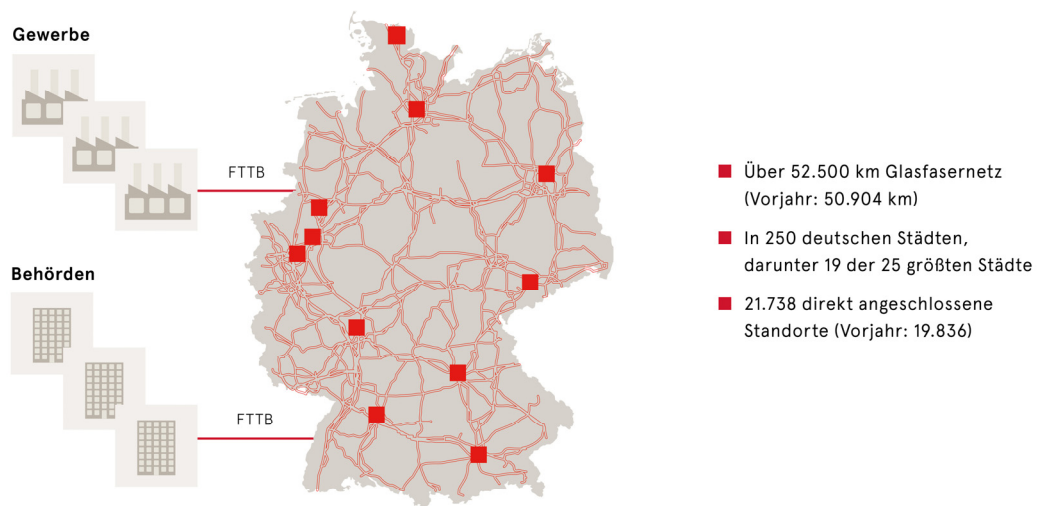 Gewerbe
FTTB
Behörden
FTTB
Über 52.500 km Glasfasernetz
(Vorjahr: 50.904 km)
In 250 deutschen Städten,
darunter 19 der 25 größten Städte
21.738 direkt angeschlossene
Standorte (Vorjahr: 19.836)